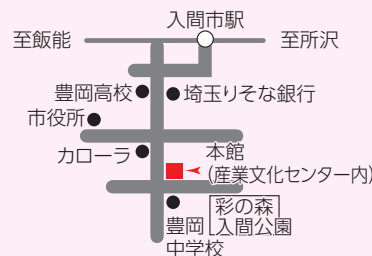 入間市駅
至飯能
至所沢
豊岡高校
埼玉りそな銀行
市役所
カローラ
本館
(産業文化センター内)
豊岡
中学校
彩の森
入間公園